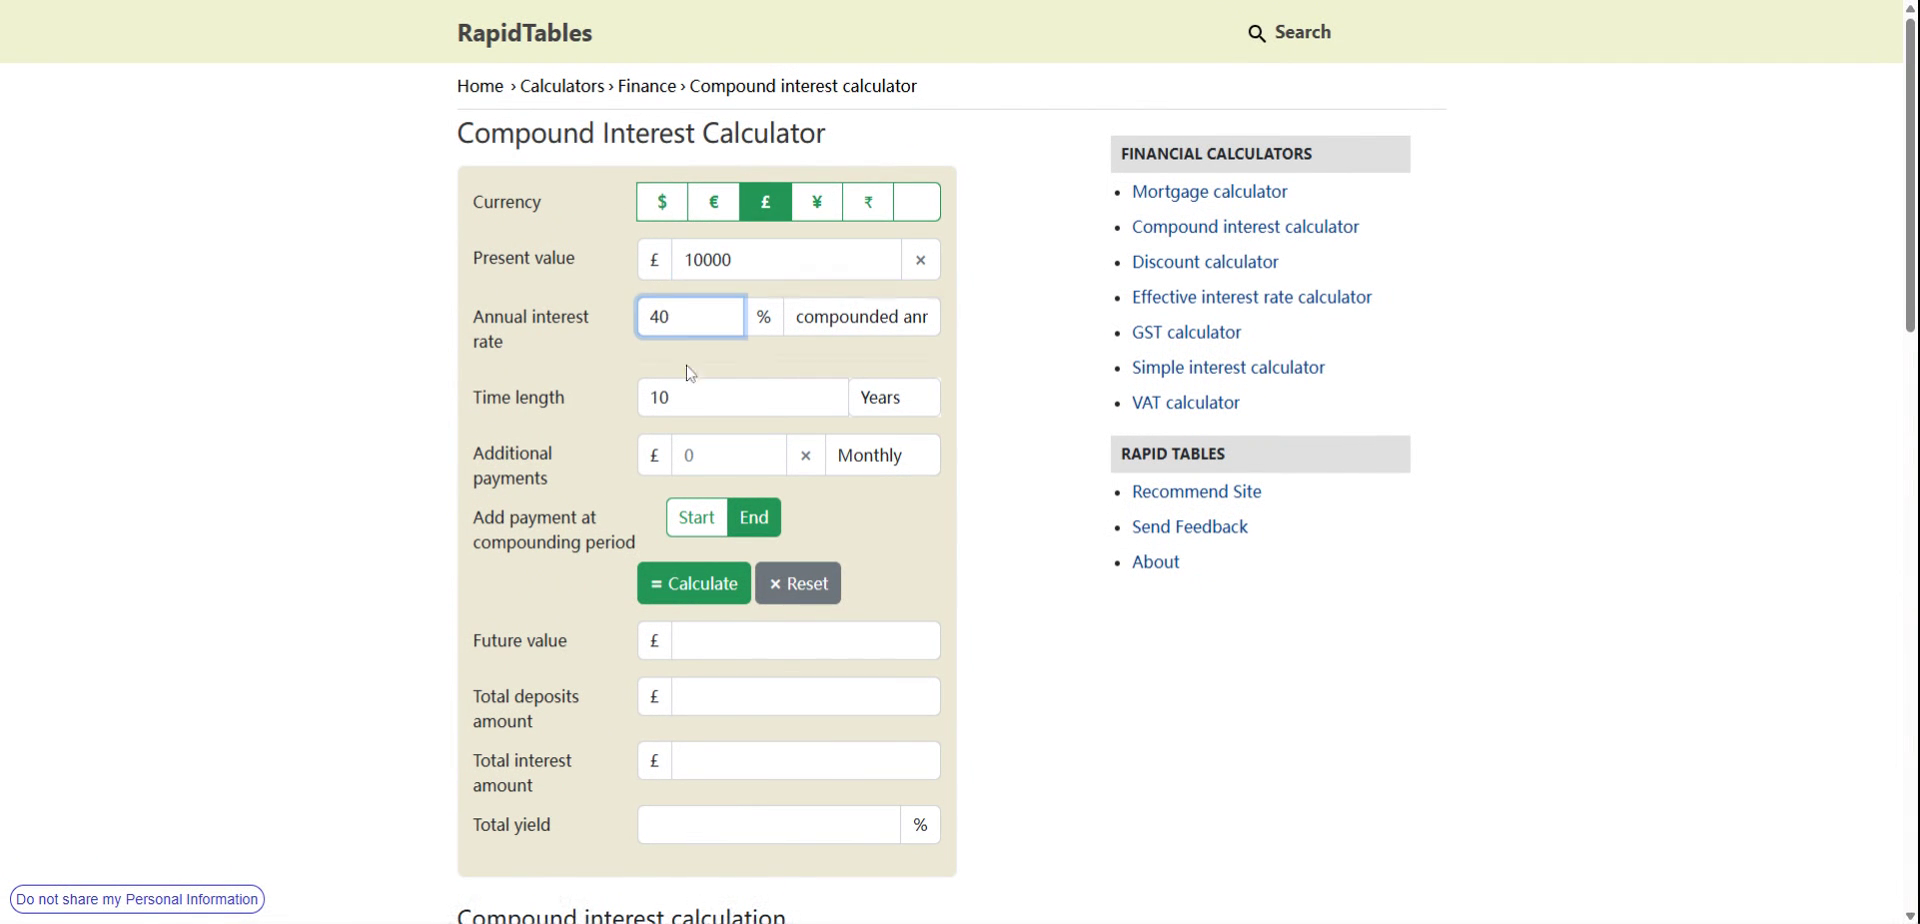 RapidTables
Search
Home › Calculators › Finance › Compound interest calculator
Compound Interest Calculator
Currency
$ € £ ¥ ₹
Present value
£ 10000 ×
Annual interest
rate
40 % compounded anr
Time length
10 Years
Additional
payments
£ 0 × Monthly
Add payment at
compounding period
Start End
= Calculate × Reset
Future value
£
Total deposits
amount
£
Total interest
amount
£
Total yield
%
Compound interest calculation
FINANCIAL CALCULATORS
Mortgage calculator
Compound interest calculator
Discount calculator
Effective interest rate calculator
GST calculator
Simple interest calculator
VAT calculator
RAPID TABLES
Recommend Site
Send Feedback
About
Do not share my Personal Information